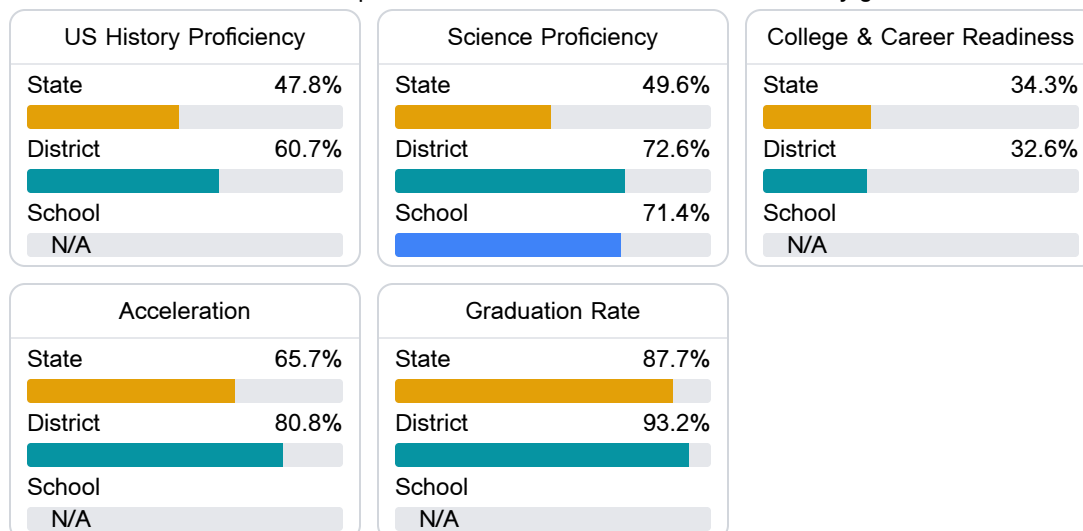 US History Proficiency
State 47.8%
District 60.7%
School
N/A
Science Proficiency
State 49.6%
District 72.6%
School 71.4%
College & Career Readiness
State 34.3%
District 32.6%
School
N/A
Acceleration
State 65.7%
District 80.8%
School
N/A
Graduation Rate
State 87.7%
District 93.2%
School
N/A